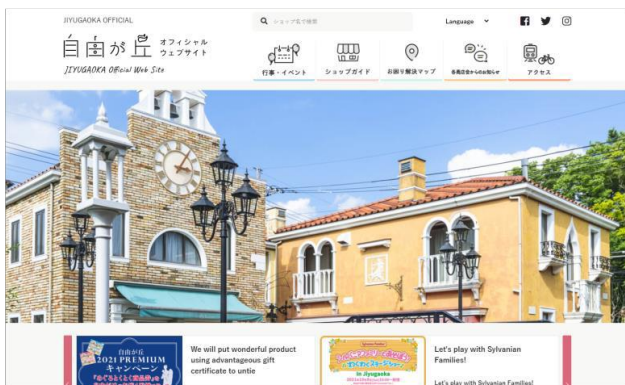 JIYUGAOKA OFFICIAL
ショップ名で検索
Language
自由が丘 オフィシャル
ウェブサイト
JIYUGAOKA Official Web Site
行事・イベント
ショップガイド
お困り解決マップ
各商店会からのお知らせ
アクセス
自由が丘
2021 PREMIUM
キャンペーン
We will put wonderful product
using advantageous gift
certificate to untie
in Jiyugaoka
Let's play with Sylvanian
Families!
Let's play with Sylvanian Families!